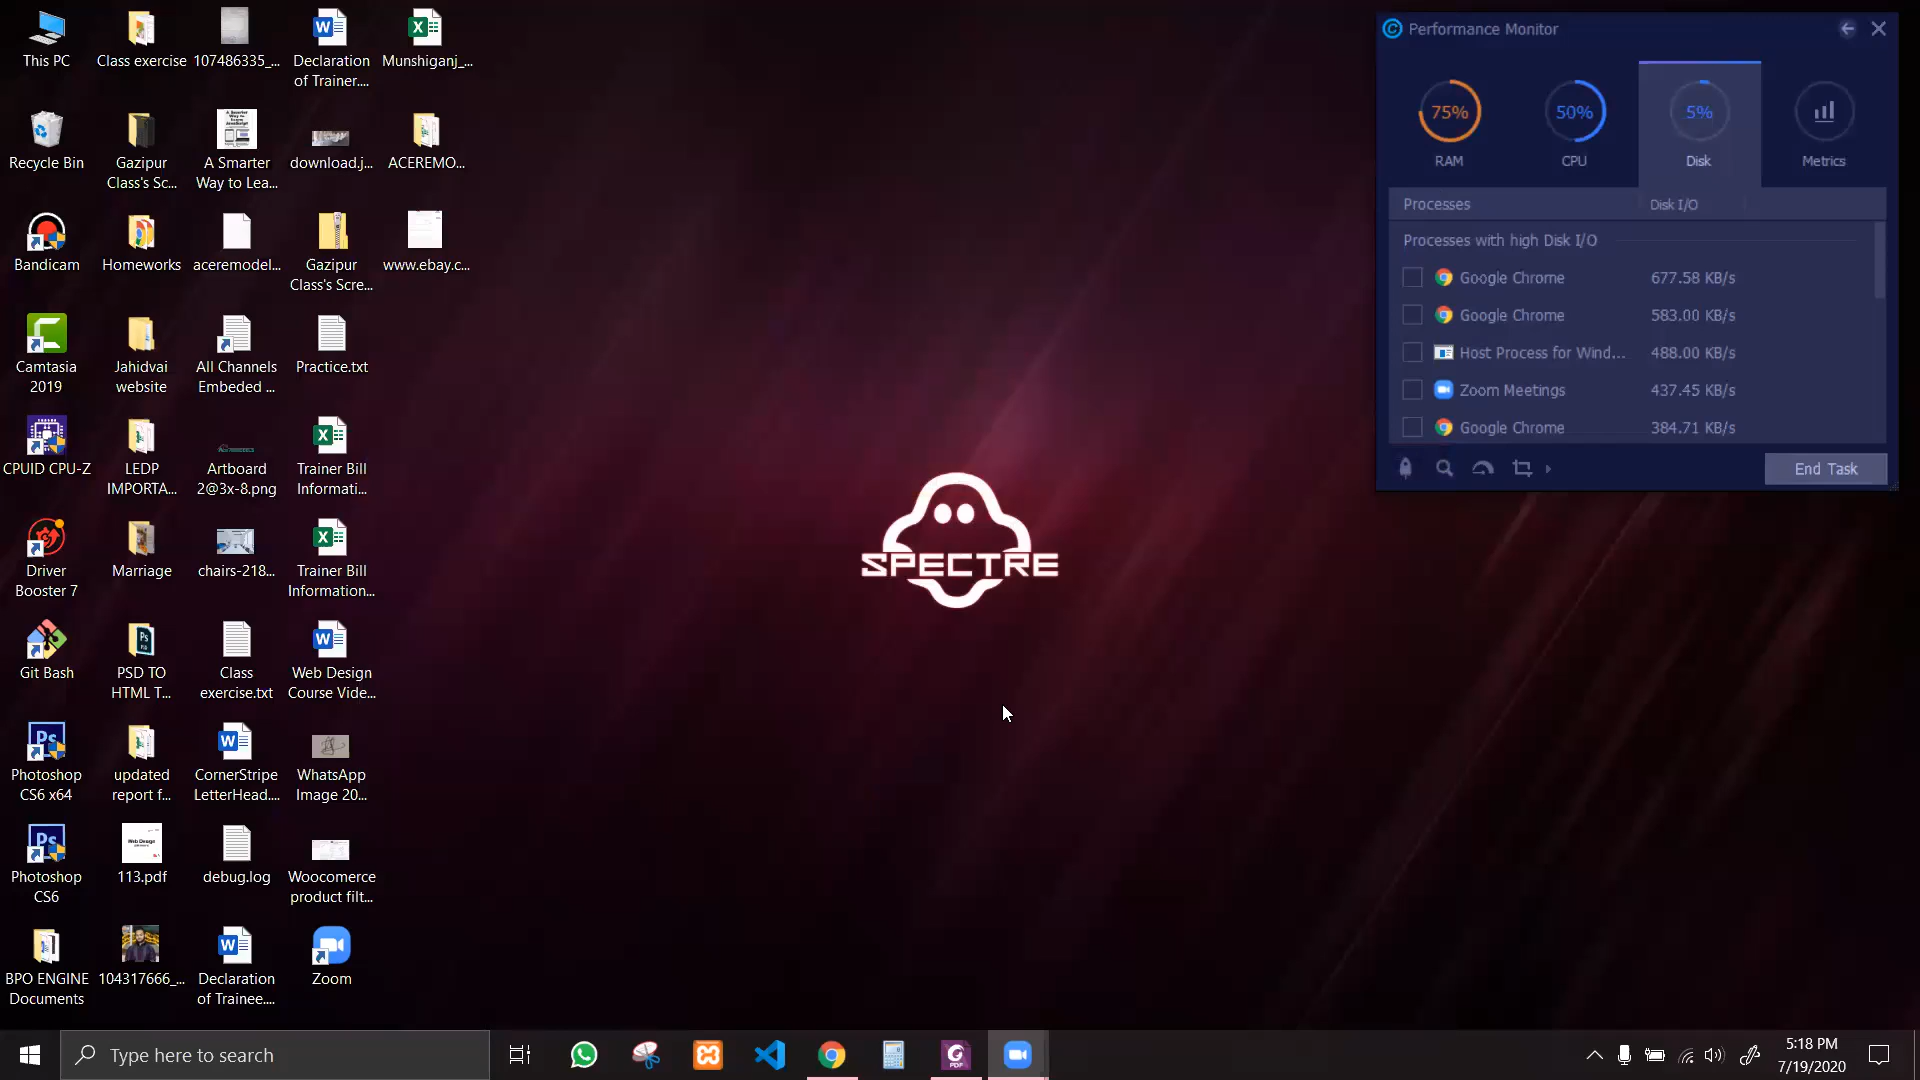 This PC
Class exercise
107486335_...
Declaration
of Trainer....
Munshiganj_...
Recycle Bin
Gazipur
Class's Sc...
A Smarter
Way to Lea...
download.j...
ACEREMO...
Bandicam
Homeworks
aceremodel...
Gazipur
Class's Scre...
www.ebay.c...
Camtasia
2019
Jahidvai
website
All Channels
Embeded ...
Practice.txt
CPUID CPU-Z
LEDP
IMPORTA...
Artboard
2@3x-8.png
Trainer Bill
Informati...
Driver
Booster 7
Marriage
chairs-218...
Trainer Bill
Information...
Git Bash
PSD TO
HTML T...
Class
exercise.txt
Web Design
Course Vide...
Photoshop
CS6 x64
updated
report f...
CornerStripe
LetterHead....
WhatsApp
Image 20...
Photoshop
CS6
113.pdf
debug.log
Woocomerce
product filt...
BPO ENGINE
Documents
104317666_...
Declaration
of Trainee....
Zoom
SPECTRE
Performance Monitor
75%
50%
5%
RAM
CPU
Disk
Metrics
Processes
Disk I/O
Processes with high Disk I/O
Google Chrome 677.58 KB/s
Google Chrome 583.00 KB/s
Host Process for Wind... 488.00 KB/s
Zoom Meetings 437.45 KB/s
Google Chrome 384.71 KB/s
End Task
Type here to search
5:18 PM
7/19/2020